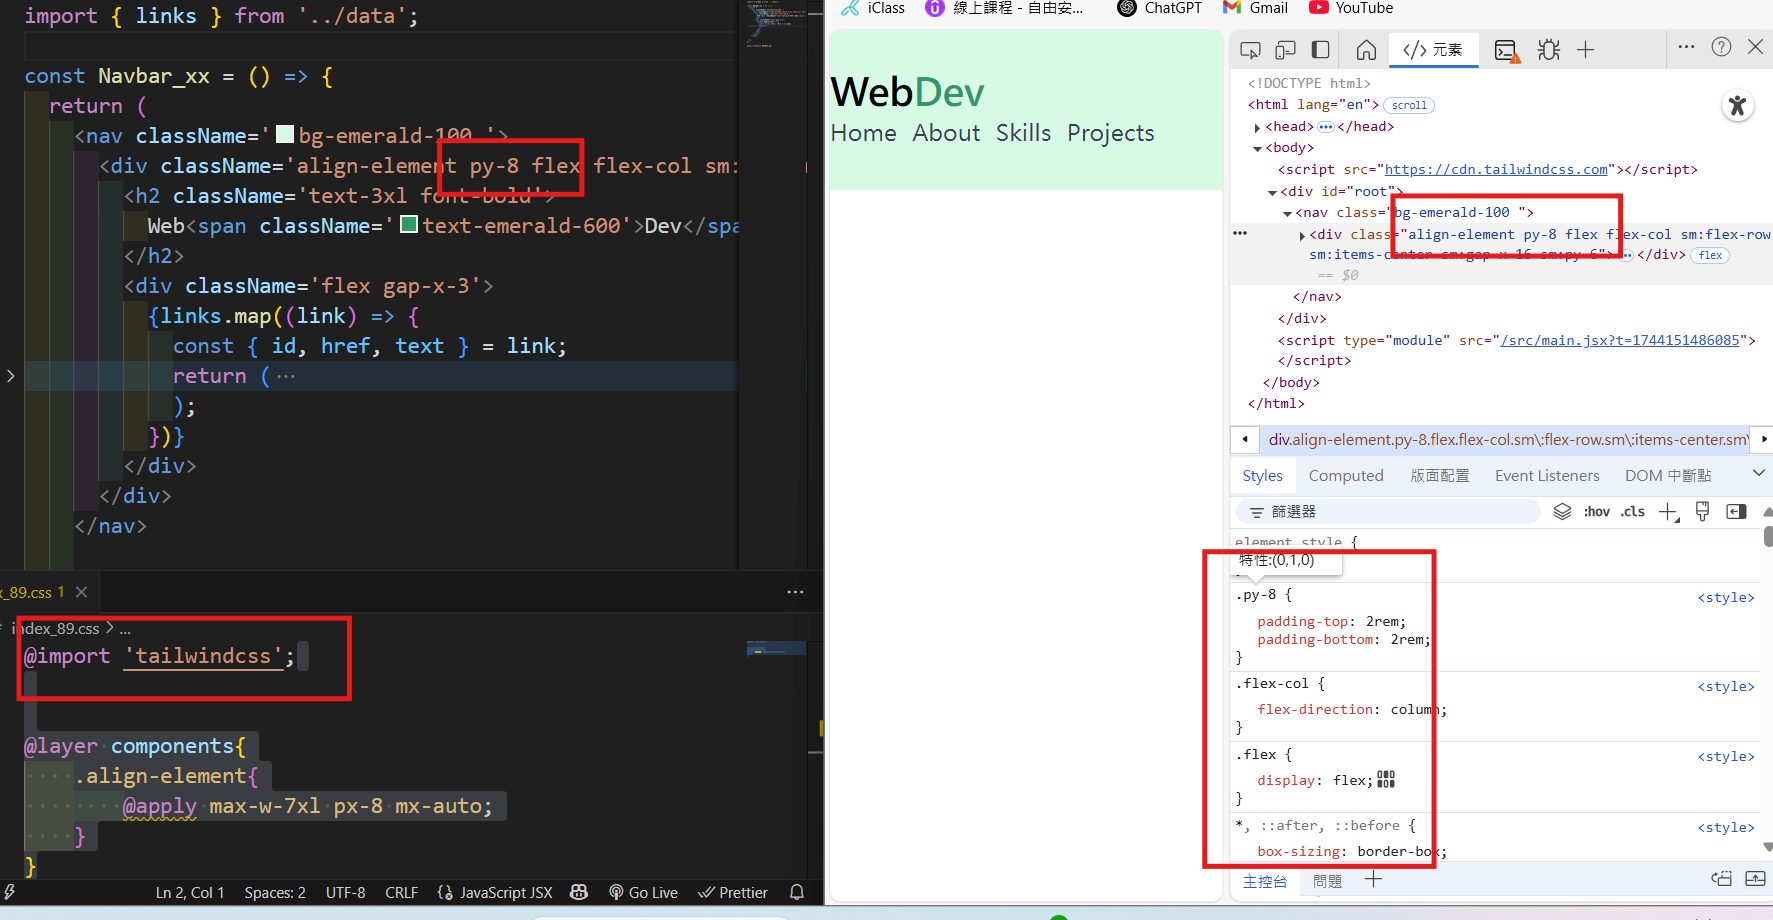 import { links } from '../data';
const Navbar_xx = () => {
return (
<nav className='bg-emerald-100 '>
<div className='align-element py-8 flex flex-col sm:
<h2 className='text-3xl font-bold'>
Web<span className='text-emerald-600'>Dev</spa
</h2>
<div className='flex gap-x-3'>
{links.map((link) => {
const { id, href, text } = link;
return (…
);
})}
</div>
</div>
</nav>
x_89.css 1
index_89.css > ...
@import 'tailwindcss';
@layer components{
.align-element{
@apply max-w-7xl px-8 mx-auto;
}
}
Ln 2, Col 1 Spaces: 2 UTF-8 CRLF JavaScript JSX Go Live Prettier
iClass 線上課程 - 自由安... ChatGPT Gmail YouTube
WebDev
Home About Skills Projects
元素
<!DOCTYPE html>
<html lang="en"> scroll
<head>…</head>
<body>
<script src="https://cdn.tailwindcss.com"></script>
<div id="root">
<nav class="bg-emerald-100 ">
<div class="align-element py-8 flex flex-col sm:flex-row
sm:items-center sm:gap-x-16 sm:py-6">…</div> flex
== $0
</nav>
</div>
<script type="module" src="/src/main.jsx?t=1744151486085">
</script>
</body>
</html>
div.align-element.py-8.flex.flex-col.sm\:flex-row.sm\:items-center.sm\
Styles Computed 版面配置 Event Listeners DOM 中斷點
篩選器 :hov .cls
element.style {
特性:(0,1,0)
.py-8 { <style>
padding-top: 2rem;
padding-bottom: 2rem;
}
.flex-col { <style>
flex-direction: column;
}
.flex { <style>
display: flex;
}
*, ::after, ::before { <style>
box-sizing: border-box;
主控台 問題